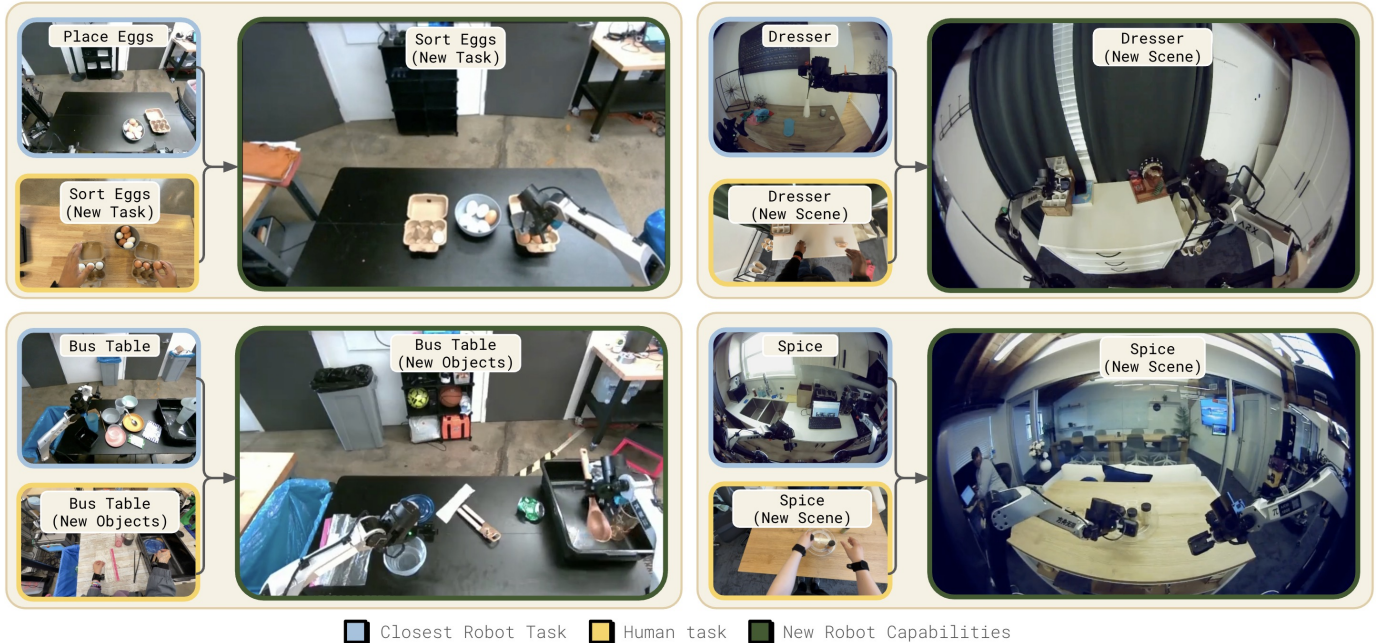 Place Eggs
Sort Eggs
(New Task)
Sort Eggs
(New Task)
Dresser
Dresser
(New Scene)
Dresser
(New Scene)
ARX
Bus Table
Bus Table
(New Objects)
Bus Table
(New Objects)
Spice
Spice
(New Scene)
Spice
(New Scene)
Closest Robot Task
Human task
New Robot Capabilities